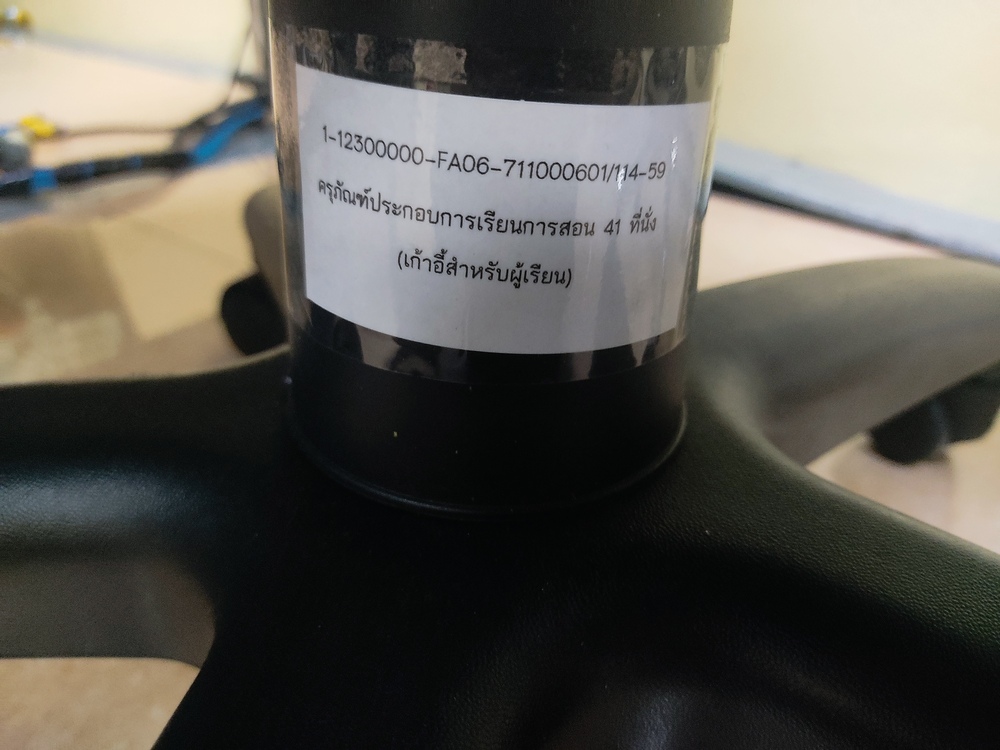 1-12300000-FA06-711000601/114-59
ครุภัณฑ์ประกอบการเรียนการสอน 41 ที่นั่ง
(เก้าอี้สำหรับผู้เรียน)